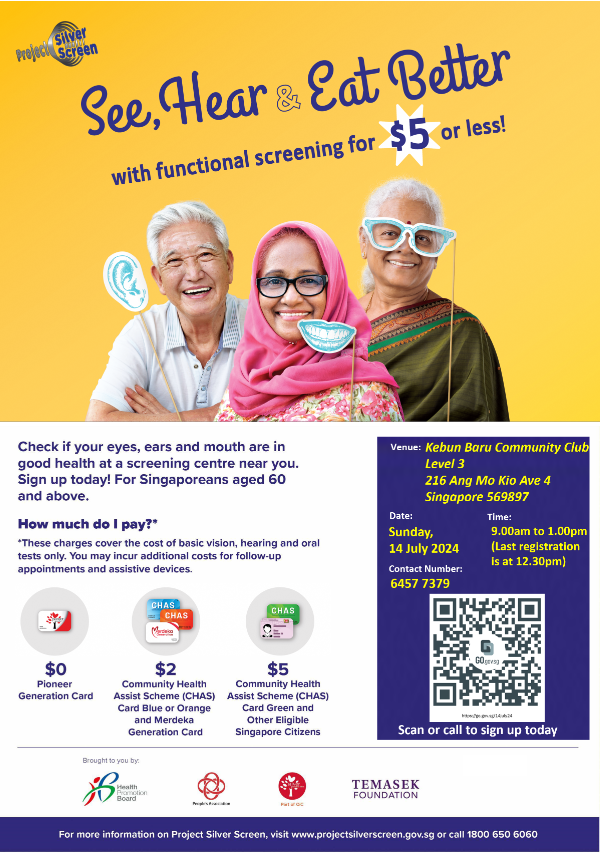 Project Silver Screen
See, Hear & Eat Better
with functional screening for $5 or less!
Check if your eyes, ears and mouth are in
good health at a screening centre near you.
Sign up today! For Singaporeans aged 60
and above.
How much do I pay?*
*These charges cover the cost of basic vision, hearing and oral
tests only. You may incur additional costs for follow-up
appointments and assistive devices.
CHAS
CHAS
Merdeka
CHAS
$0
Pioneer
Generation Card
$2
Community Health
Assist Scheme (CHAS)
Card Blue or Orange
and Merdeka
Generation Card
$5
Community Health
Assist Scheme (CHAS)
Card Green and
Other Eligible
Singapore Citizens
Venue: Kebun Baru Community Club
Level 3
216 Ang Mo Kio Ave 4
Singapore 569897
Date:
Sunday,
14 July 2024
Time:
9.00am to 1.00pm
(Last registration
is at 12.30pm)
Contact Number:
6457 7379
GOgovsg
Scan or call to sign up today
Brought to you by:
Health
Promotion
Board
People's Association
Part of AIC
TEMASEK
FOUNDATION
For more information on Project Silver Screen, visit www.projectsilverscreen.gov.sg or call 1800 650 6060